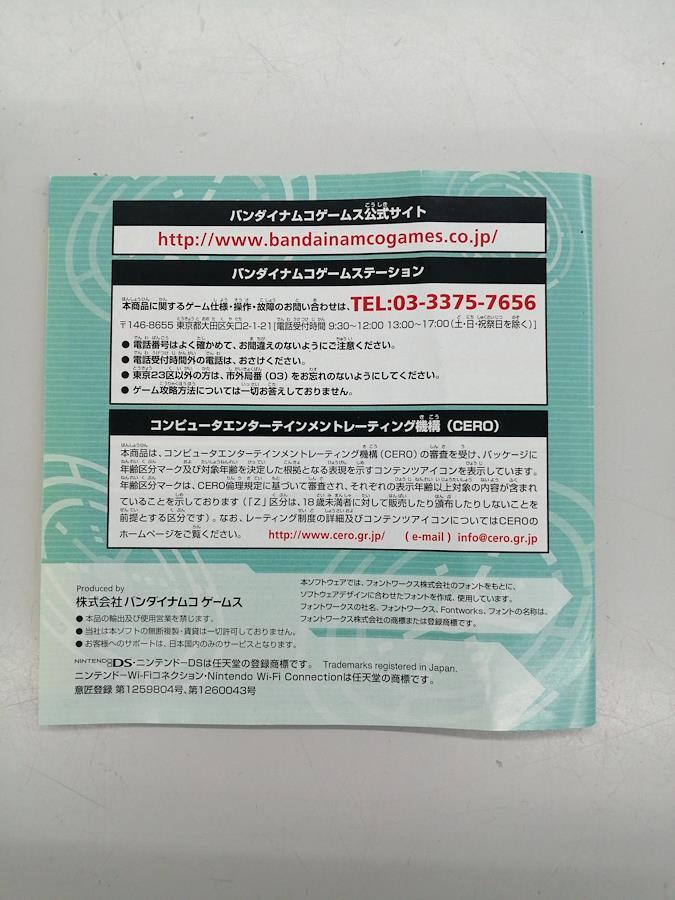 バンダイナムコゲームス公式サイト
http://www.bandainamcogames.co.jp/
バンダイナムコゲームステーション
本商品に関するゲーム仕様・操作・故障のお問い合わせは、TEL:03-3375-7656
〒146-8655 東京都大田区矢口2-1-21[電話受付時間 9:30~12:00 13:00~17:00(土・日・祝祭日を除く)]
● 電話番号はよく確かめて、お間違えのないようにご注意ください。
● 電話受付時間外の電話は、おさけください。
● 東京23区以外の方は、市外局番(03)をお忘れのないようにしてください。
● ゲーム攻略方法については一切お答えしておりません。
コンピュータエンターテインメントレーティング機構(CERO)
本商品は、コンピュータエンターテインメントレーティング機構(CERO)の審査を受け、パッケージに
年齢区分マーク及び対象年齢を決定した根拠となる表現を示すコンテンツアイコンを表示しています。
年齢区分マークは、CERO倫理規定に基づいて審査され、それぞれの表示年齢以上対象の内容が含まれ
ていることを示しております(「Z」区分は、18歳未満者に対して販売したり頒布したりしないことを
前提とする区分です)。なお、レーティング制度の詳細及びコンテンツアイコンについてはCEROの
ホームページをご覧ください。 http://www.cero.gr.jp/ (e-mail) info@cero.gr.jp
Produced by
株式会社 バンダイナムコ ゲームス
● 本品の輸出及び使用営業を禁じます。
● 当社は本ソフトの無断複製・賃貸は一切許可しておりません。
● お客様へのサポートは、日本国内のみのサービスとなります。
本ソフトウェアでは、フォントワークス株式会社のフォントをもとに、
ソフトウェアデザインに合わせたフォントを作成、使用しています。
フォントワークスの社名、フォントワークス、Fontworks、フォントの名称は、
フォントワークス株式会社の商標または登録商標です。
NINTENDO DS・ニンテンドーDSは任天堂の登録商標です。 Trademarks registered in Japan.
ニンテンドーWi-Fiコネクション・Nintendo Wi-Fi Connectionは任天堂の商標です。
意匠登録 第1259804号、第1260043号